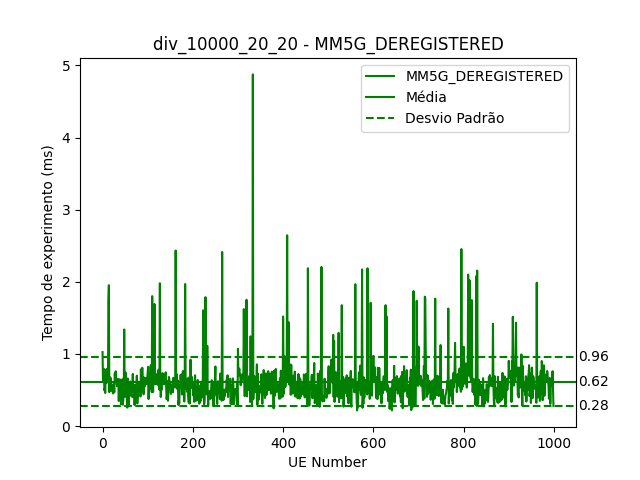 div_10000_20_20 - MM5G_DEREGISTERED
MM5G_DEREGISTERED
Média
Desvio Padrão
Tempo de experimento (ms)
5
4
3
2
1
0
0.96
0.62
0.28
0 200 400 600 800 1000
UE Number